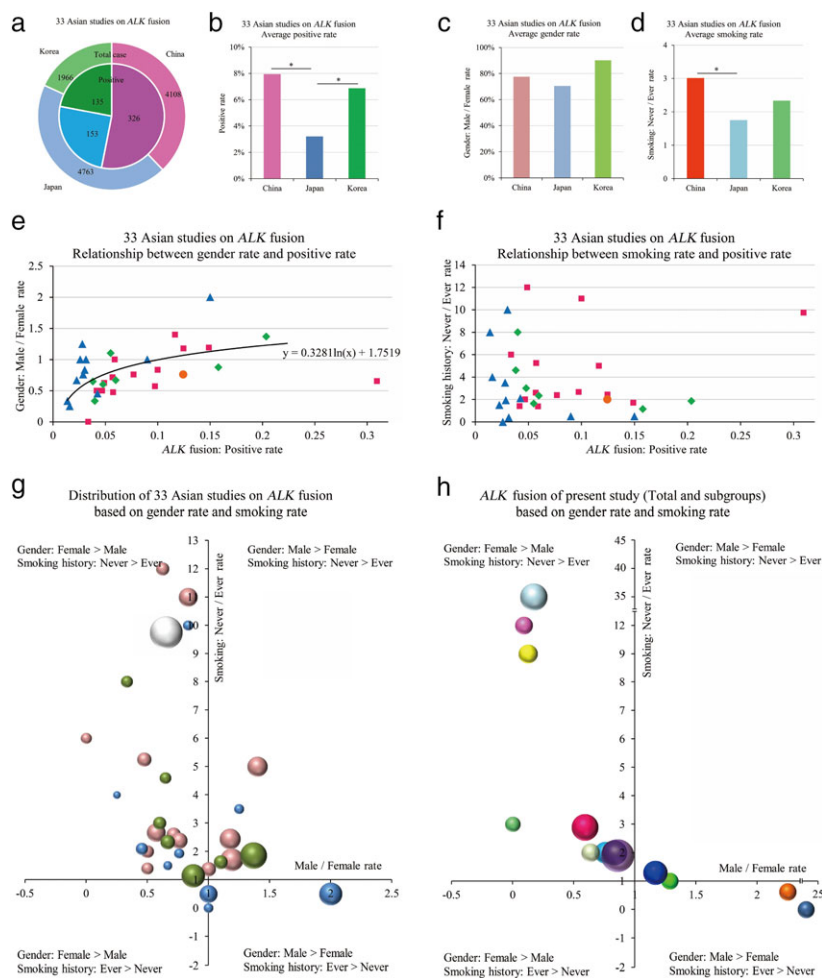 a
33 Asian studies on ALK fusion
Korea
Total case
China
Positive
1966
135
4108
326
153
Japan
4763
b
33 Asian studies on ALK fusion
Average positive rate
Positive rate
10%
8%
6%
4%
2%
0%
*
*
China Japan Korea
c
33 Asian studies on ALK fusion
Average gender rate
Gender: Male / Female rate
100%
80%
60%
40%
20%
0%
China Japan Korea
d
33 Asian studies on ALK fusion
Average smoking rate
Smoking: Never / Ever rate
4
3
2
1
0
*
China Japan Korea
e
33 Asian studies on ALK fusion
Relationship between gender rate and positive rate
Gender: Male / Female rate
2.5
2
1.5
1
0.5
0
y = 0.3281ln(x) + 1.7519
0 0.05 0.1 0.15 0.2 0.25 0.3
ALK fusion: Positive rate
f
33 Asian studies on ALK fusion
Relationship between smoking rate and positive rate
Smoking history: Never / Ever rate
14
12
10
8
6
4
2
0
0 0.05 0.1 0.15 0.2 0.25 0.3
ALK fusion: Positive rate
g
Distribution of 33 Asian studies on ALK fusion
based on gender rate and smoking rate
Gender: Female > Male
Smoking history: Never > Ever
Gender: Male > Female
Smoking history: Never > Ever
Smoking: Never / Ever rate
13
12
11
10
9
8
7
6
5
4
3
2
1
0
-1
-2
1
1
1
2
Male / Female rate
0 0.5 1.5 2 2.5
Gender: Female > Male
Smoking history: Ever > Never
Gender: Male > Female
Smoking history: Ever > Never
h
ALK fusion of present study (Total and subgroups)
based on gender rate and smoking rate
Gender: Female > Male
Smoking history: Never > Ever
Gender: Male > Female
Smoking history: Never > Ever
Smoking: Never / Ever rate
45
40
35
12
9
8
7
6
5
4
3
2
1
0
-1
-2
2
Male / Female rate
0 0.5 1 1.5 2 25
Gender: Female > Male
Smoking history: Ever > Never
Gender: Male > Female
Smoking history: Ever > Never